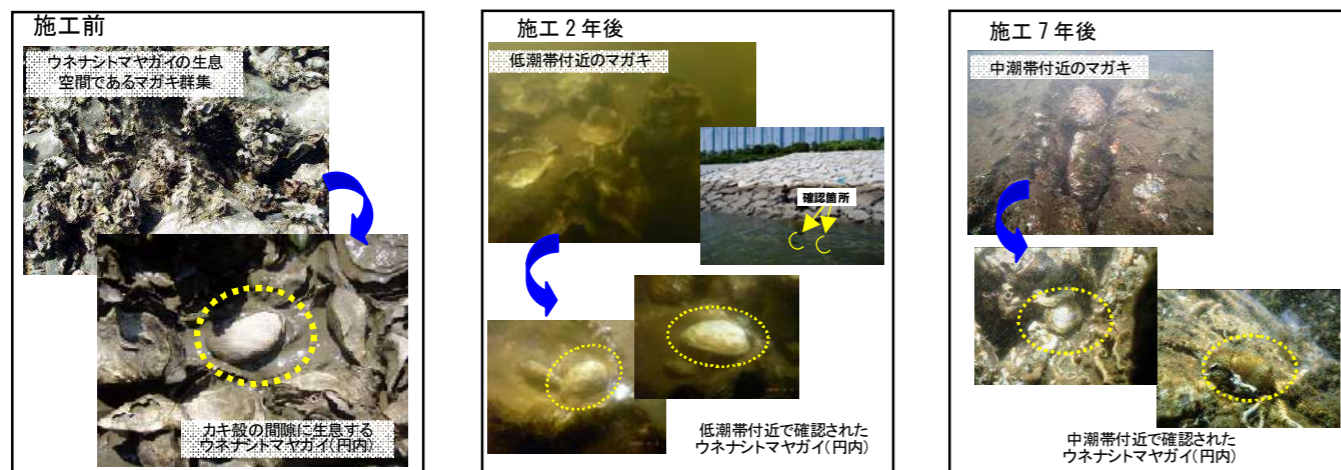 施工前
ウネナシトマヤガイの生息
空間であるマガキ群集
カキ殻の間隙に生息する
ウネナシトマヤガイ(円内)
施工2年後
低潮帯付近のマガキ
確認箇所
低潮帯付近で確認された
ウネナシトマヤガイ(円内)
施工7年後
中潮帯付近のマガキ
中潮帯付近で確認された
ウネナシトマヤガイ(円内)